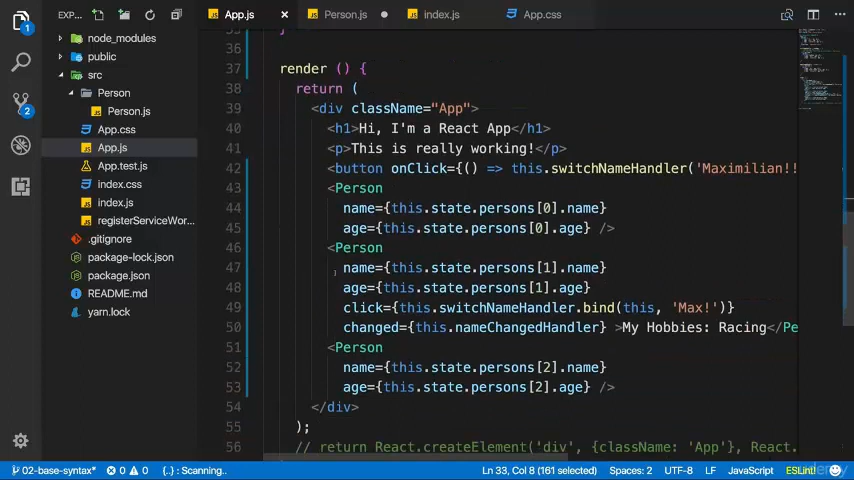 EXP...
App.js
Person.js
index.js
App.css
node_modules
public
src
Person
Person.js
App.css
App.js
App.test.js
index.css
index.js
registerServiceWor...
.gitignore
package-lock.json
package.json
README.md
yarn.lock
1
2
35 }
36
37 render () {
38 return (
39 <div className="App">
40 <h1>Hi, I'm a React App</h1>
41 <p>This is really working!</p>
42 <button onClick={() => this.switchNameHandler('Maximilian!!
43 <Person
44 name={this.state.persons[0].name}
45 age={this.state.persons[0].age} />
46 <Person
47 name={this.state.persons[1].name}
48 age={this.state.persons[1].age}
49 click={this.switchNameHandler.bind(this, 'Max!')}
50 changed={this.nameChangedHandler} >My Hobbies: Racing</Pe
51 <Person
52 name={this.state.persons[2].name}
53 age={this.state.persons[2].age} />
54 </div>
55 );
56 // return React.createElement('div', {className: 'App'}, React.
02-base-syntax* 0 0 {..} : Scanning.. Ln 33, Col 8 (161 selected) Spaces: 2 UTF-8 LF JavaScript ESLint